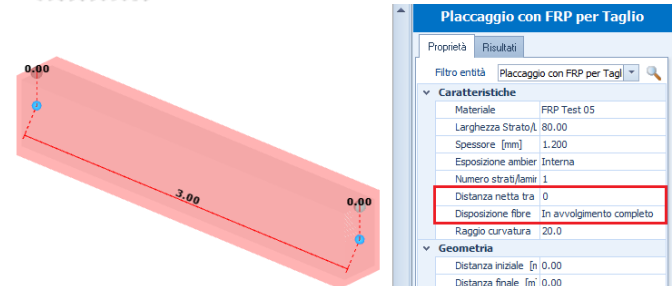 0.00
3.00
0.00
Placcaggio con FRP per Taglio
Proprietà Risultati
Filtro entità Placcaggio con FRP per Tagl
Caratteristiche
Materiale FRP Test 05
Larghezza Strato/L 80.00
Spessore [mm] 1.200
Esposizione ambier Interna
Numero strati/lamir 1
Distanza netta tra 0
Disposizione fibre In avvolgimento completo
Raggio curvatura 20.0
Geometria
Distanza iniziale [n 0.00
Distanza finale [m 0.00